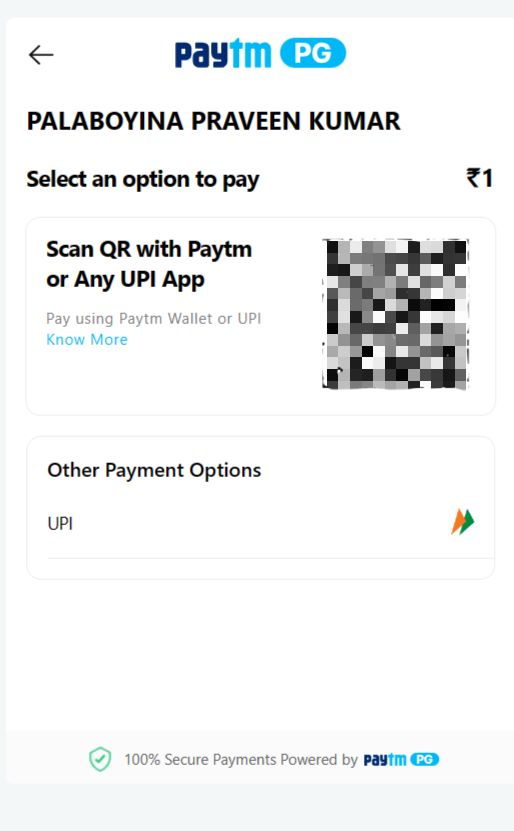 paytm PG
PALABOYINA PRAVEEN KUMAR
Select an option to pay ₹1
Scan QR with Paytm
or Any UPI App
Pay using Paytm Wallet or UPI
Know More
Other Payment Options
UPI
100% Secure Payments Powered by paytm PG